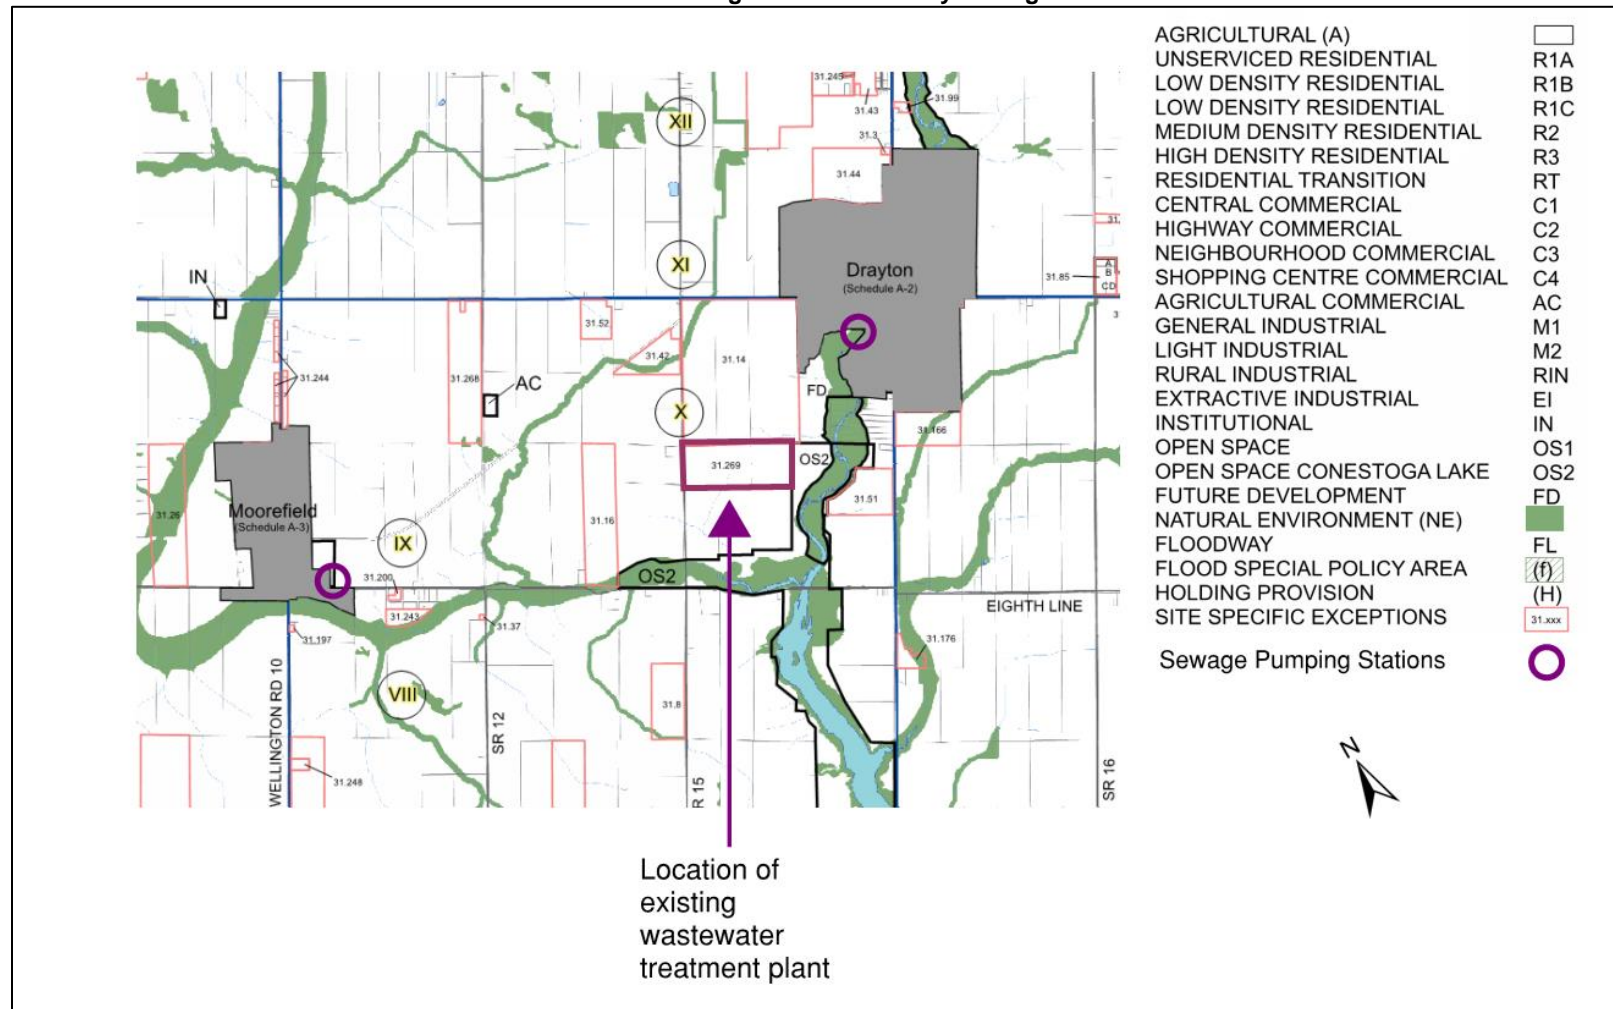 AGRICULTURAL (A)
UNSERVICED RESIDENTIAL R1A
LOW DENSITY RESIDENTIAL R1B
LOW DENSITY RESIDENTIAL R1C
MEDIUM DENSITY RESIDENTIAL R2
HIGH DENSITY RESIDENTIAL R3
RESIDENTIAL TRANSITION RT
CENTRAL COMMERCIAL C1
HIGHWAY COMMERCIAL C2
NEIGHBOURHOOD COMMERCIAL C3
SHOPPING CENTRE COMMERCIAL C4
AGRICULTURAL COMMERCIAL AC
GENERAL INDUSTRIAL M1
LIGHT INDUSTRIAL M2
RURAL INDUSTRIAL RIN
EXTRACTIVE INDUSTRIAL EI
INSTITUTIONAL IN
OPEN SPACE OS1
OPEN SPACE CONESTOGA LAKE OS2
FUTURE DEVELOPMENT FD
NATURAL ENVIRONMENT (NE)
FLOODWAY FL
FLOOD SPECIAL POLICY AREA (f)
HOLDING PROVISION (H)
SITE SPECIFIC EXCEPTIONS 31.xxx
Sewage Pumping Stations
N
31.99
31.43
XII
31.3
31.44
XI
Drayton
(Schedule A-2)
31.85
A
B
CD
IN
31.52
31.42
31.14
31.244
31.268
AC
FD
X
31.166
31.269
OS2
31.51
31.26
Moorefield
(Schedule A-3)
31.16
IX
31.200
OS2
EIGHTH LINE
31.243
31.37
31.197
31.176
VIII
31.8
WELLINGTON RD 10
SR 12
R 15
SR 16
31.248
Location of
existing
wastewater
treatment plant